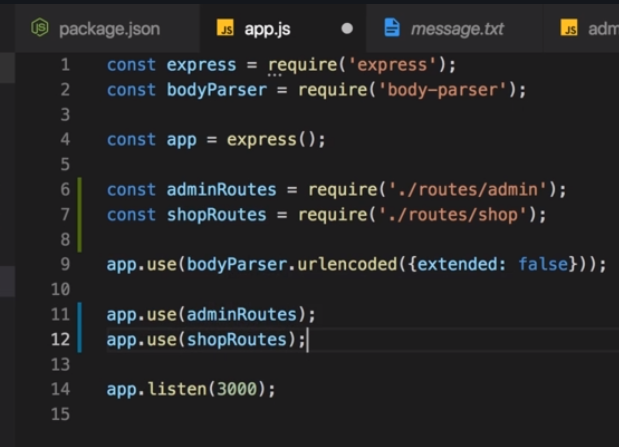 package.json
JS app.js
message.txt
JS adm
1 const express = require('express');
2 const bodyParser = require('body-parser');
3
4 const app = express();
5
6 const adminRoutes = require('./routes/admin');
7 const shopRoutes = require('./routes/shop');
8
9 app.use(bodyParser.urlencoded({extended: false}));
10
11 app.use(adminRoutes);
12 app.use(shopRoutes);
13
14 app.listen(3000);
15